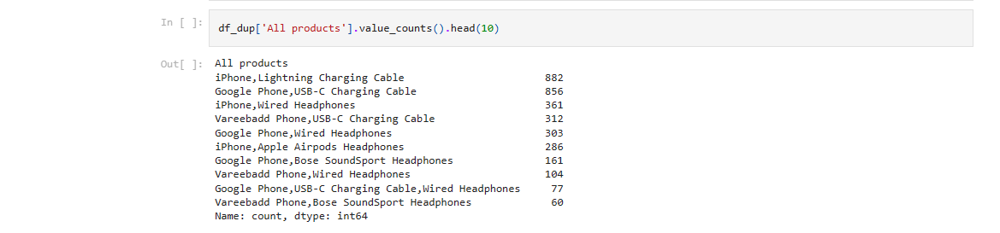 In [ ]: df_dup['All products'].value_counts().head(10)
Out[ ]: All products
iPhone,Lightning Charging Cable 882
Google Phone,USB-C Charging Cable 856
iPhone,Wired Headphones 361
Vareebadd Phone,USB-C Charging Cable 312
Google Phone,Wired Headphones 303
iPhone,Apple Airpods Headphones 286
Google Phone,Bose SoundSport Headphones 161
Vareebadd Phone,Wired Headphones 104
Google Phone,USB-C Charging Cable,Wired Headphones 77
Vareebadd Phone,Bose SoundSport Headphones 60
Name: count, dtype: int64